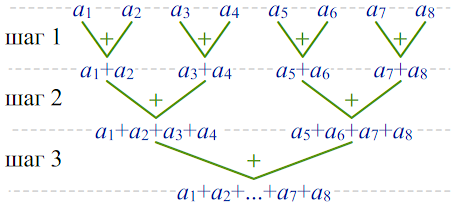 a₁ a₂ a₃ a₄ a₅ a₆ a₇ a₈
шаг 1 + + + +
a₁+a₂ a₃+a₄ a₅+a₆ a₇+a₈
шаг 2 + +
a₁+a₂+a₃+a₄ a₅+a₆+a₇+a₈
шаг 3 +
a₁+a₂+...+a₇+a₈